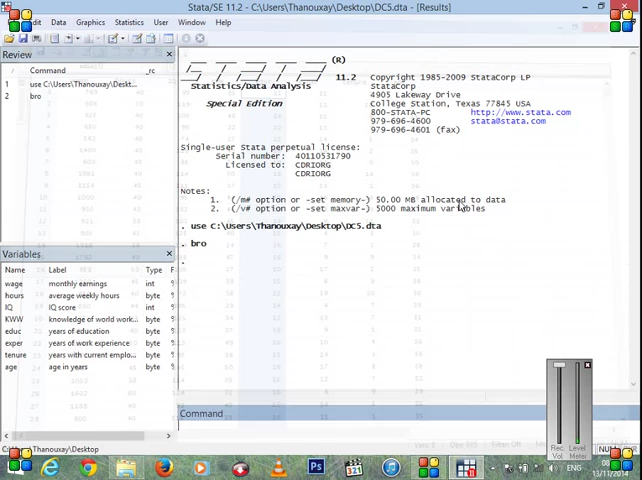 Stata/SE 11.2 - C:\Users\Thanouxay\Desktop\DC5.dta - [Results]
Edit Data Graphics Statistics User Window Help
Review
Command _rc
1 use C:\Users\Thanouxay\Deskt...
2 bro
(R)
Statistics/Data Analysis
Special Edition
11.2 Copyright 1985-2009 StataCorp LP
StataCorp
4905 Lakeway Drive
College Station, Texas 77845 USA
800-STATA-PC http://www.stata.com
979-696-4600 stata@stata.com
979-696-4601 (fax)
Single-user Stata perpetual license:
Serial number: 40110531790
Licensed to: CDRIORG
CDRIORG
Notes:
1. (/m# option or -set memory-) 50.00 MB allocated to data
2. (/v# option or -set maxvar-) 5000 maximum variables
. use C:\Users\Thanouxay\Desktop\DC5.dta
. bro
.
Variables
Name Label Type F
wage monthly earnings int %
hours average weekly hours byte %
IQ IQ score int %
KWW knowledge of world work... byte %
educ years of education byte %
exper years of work experience byte %
tenure years with current emplo... byte %
age age in years byte %
Command
C:\Users\Thanouxay\Desktop
Rec. Vol
Level Meter
ENG
13/11/2014